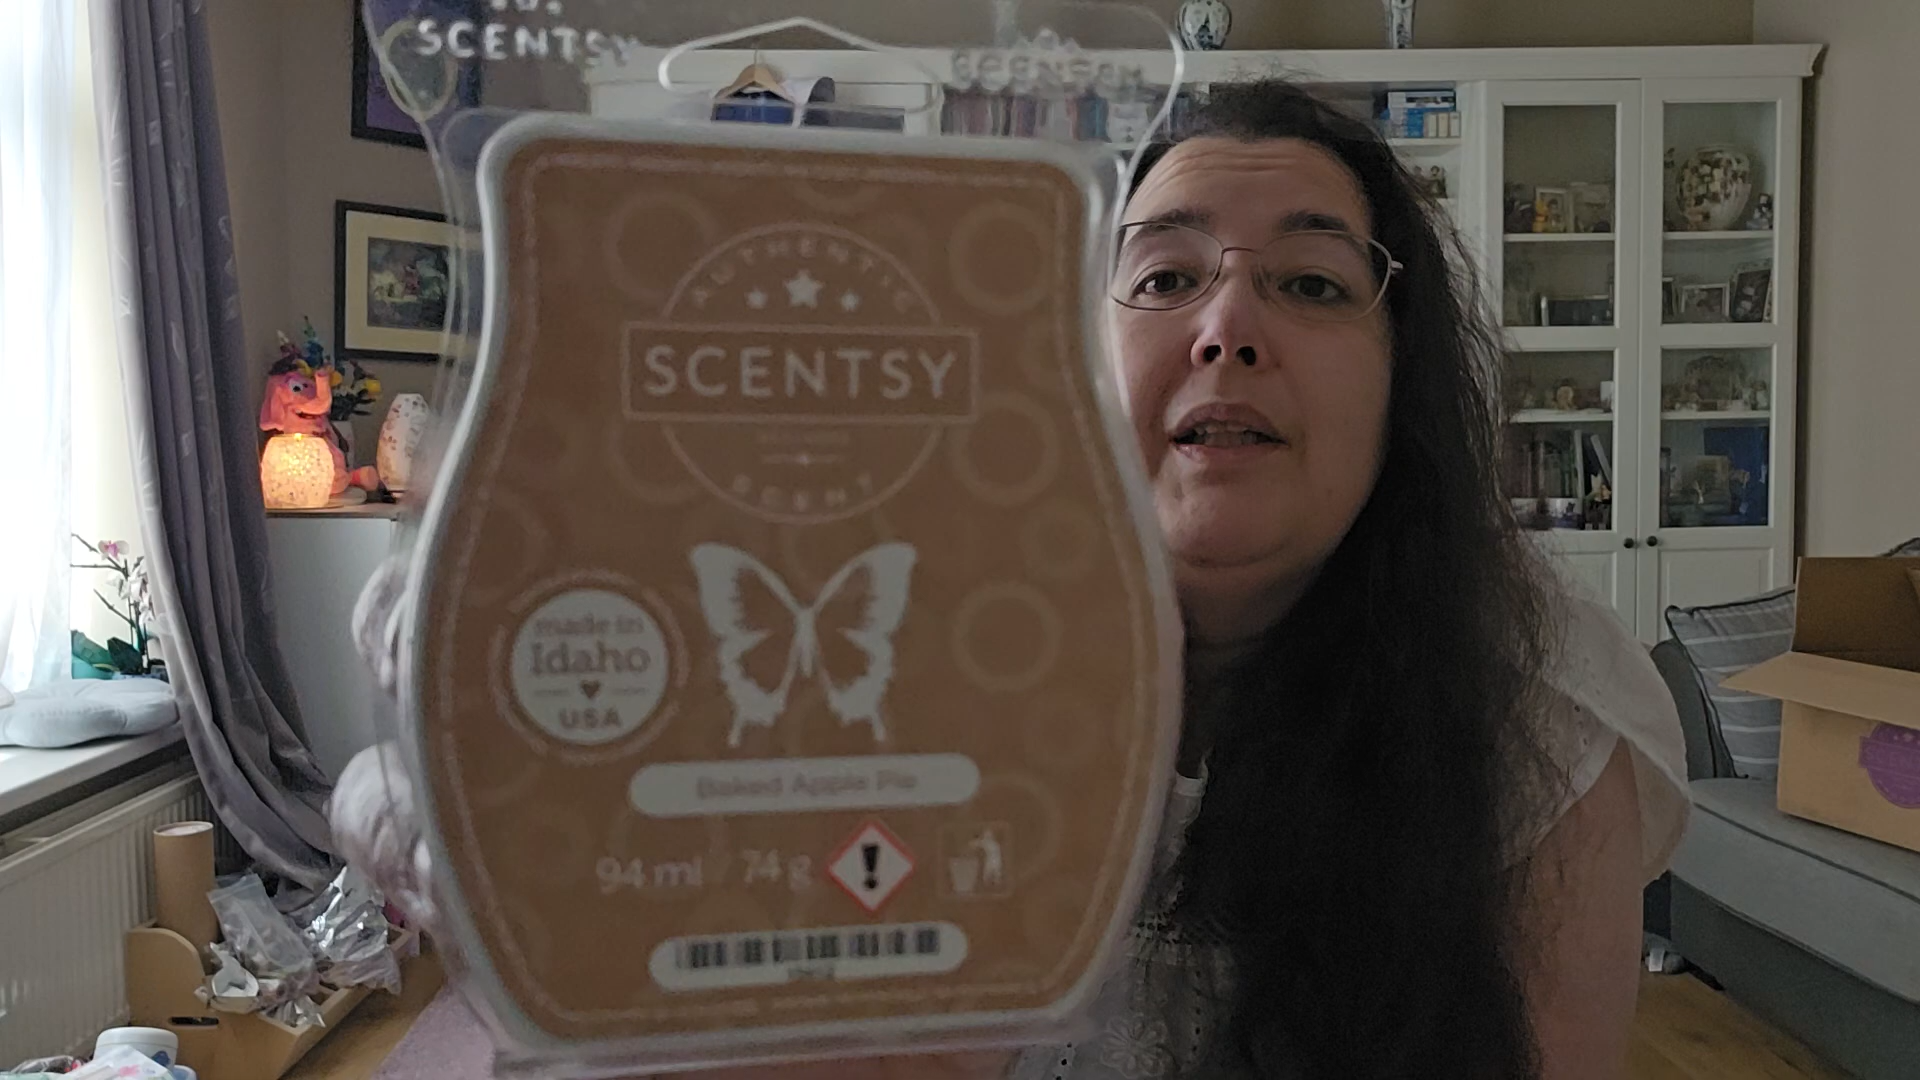 SCENTSY
SCENTSY
AUTHENTIC
SCENTSY
SCENT
made in
Idaho
USA
Baked Apple Pie
94 ml 74 g